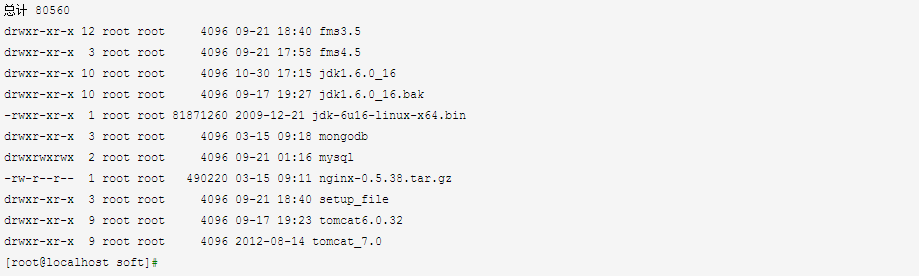 总计 80560
drwxr-xr-x 12 root root     4096 09-21 18:40 fms3.5
drwxr-xr-x  3 root root     4096 09-21 17:58 fms4.5
drwxr-xr-x 10 root root     4096 10-30 17:15 jdk1.6.0_16
drwxr-xr-x 10 root root     4096 09-17 19:27 jdk1.6.0_16.bak
-rwxr-xr-x  1 root root 81871260 2009-12-21 jdk-6u16-linux-x64.bin
drwxr-xr-x  3 root root     4096 03-15 09:18 mongodb
drwxrwxrwx  2 root root     4096 09-21 01:16 mysql
-rw-r--r--  1 root root   490220 03-15 09:11 nginx-0.5.38.tar.gz
drwxr-xr-x  3 root root     4096 09-21 18:40 setup_file
drwxr-xr-x  9 root root     4096 09-17 19:23 tomcat6.0.32
drwxr-xr-x  9 root root     4096 2012-08-14 tomcat_7.0
[root@localhost soft]#